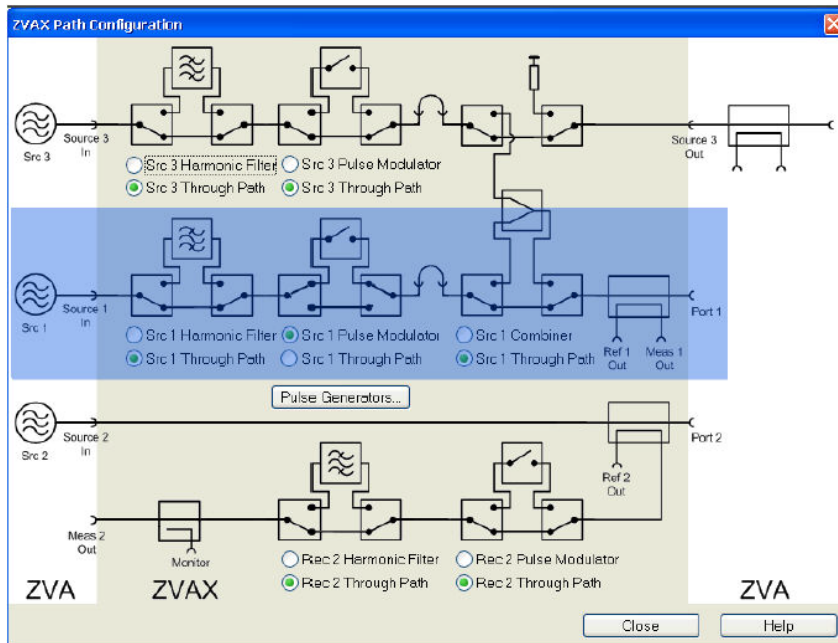 ZVAX Path Configuration
Src 3
Source 3
In
Source 3
Out
Src 3 Harmonic Filter
Src 3 Pulse Modulator
Src 3 Through Path
Src 3 Through Path
Src 1
Source 1
In
Port 1
Src 1 Harmonic Filter
Src 1 Pulse Modulator
Src 1 Combiner
Src 1 Through Path
Src 1 Through Path
Src 1 Through Path
Ref 1
Out
Meas 1
Out
Pulse Generators...
Src 2
Source 2
In
Port 2
Ref 2
Out
Meas 2
Out
Monitor
Rec 2 Harmonic Filter
Rec 2 Pulse Modulator
Rec 2 Through Path
Rec 2 Through Path
ZVA
ZVAX
ZVA
Close
Help